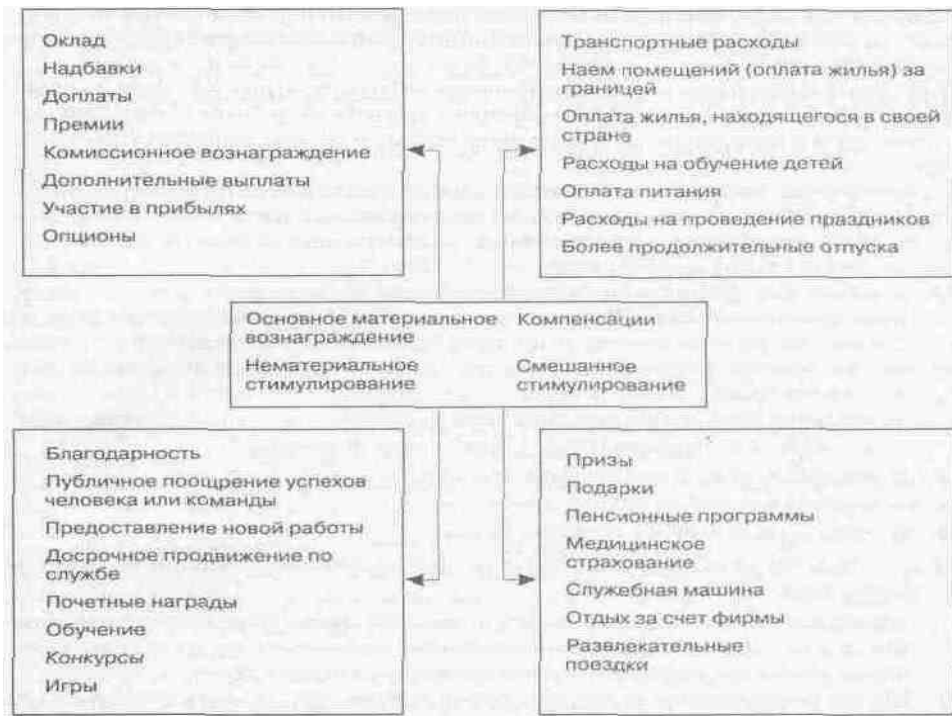 Оклад
Надбавки
Доплаты
Премии
Комиссионное вознаграждение
Дополнительные выплаты
Участие в прибылях
Опционы
Транспортные расходы
Наем помещений (оплата жилья) за
границей
Оплата жилья, находящегося в своей
стране
Расходы на обучение детей
Оплата питания
Расходы на проведение праздников
Более продолжительные отпуска
Основное материальное
вознаграждение
Компенсации
Нематериальное
стимулирование
Смешанное
стимулирование
Благодарность
Публичное поощрение успехов
человека или команды
Предоставление новой работы
Досрочное продвижение по
службе
Почетные награды
Обучение
Конкурсы
Игры
Призы
Подарки
Пенсионные программы
Медицинское
страхование
Служебная машина
Отдых за счет фирмы
Развлекательные
поездки